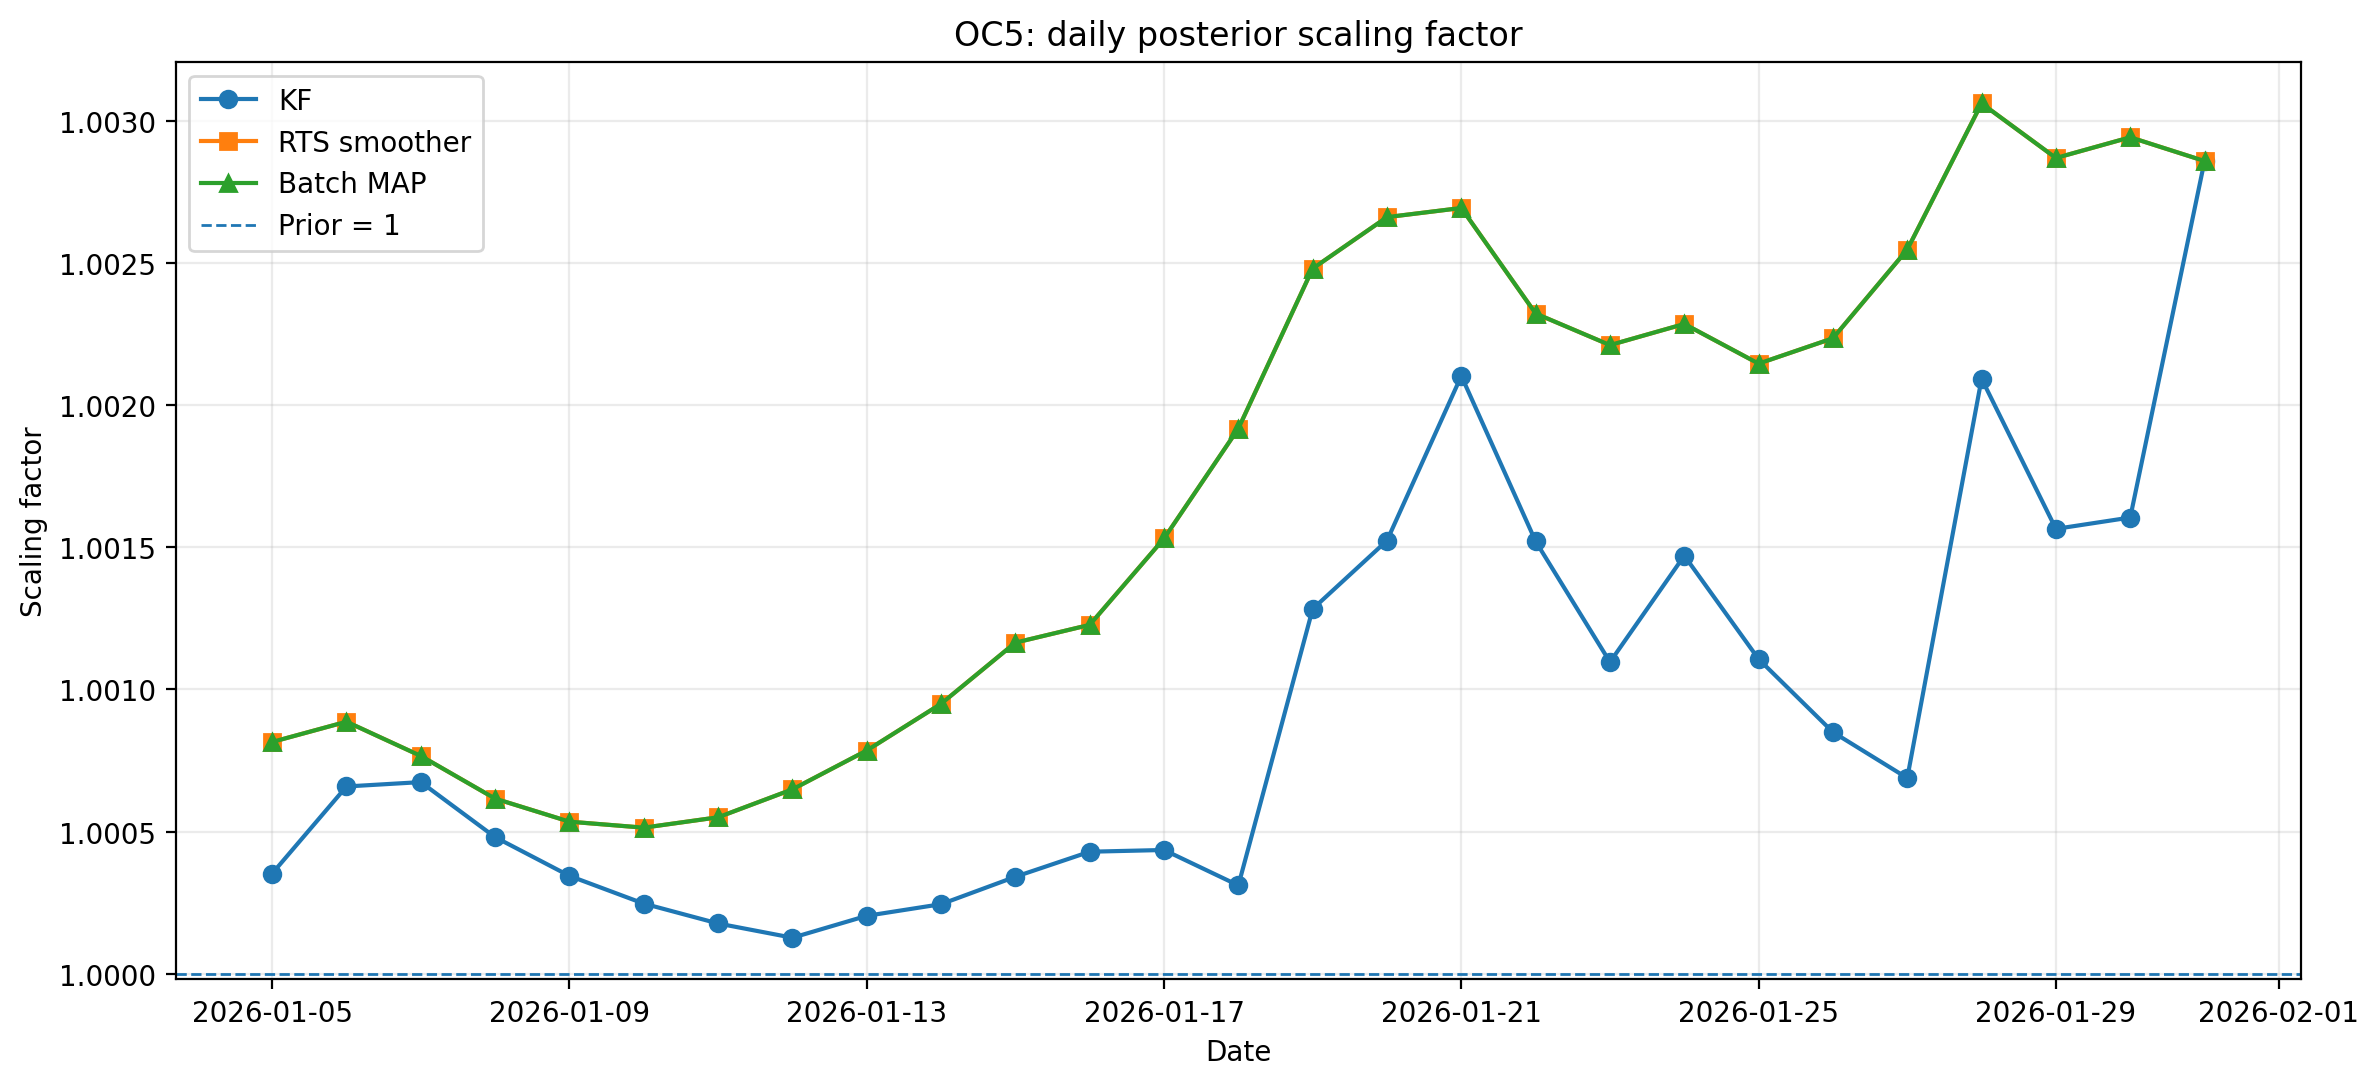 OC5: daily posterior scaling factor
KF
RTS smoother
Batch MAP
Prior = 1
1.0030
1.0025
1.0020
1.0015
1.0010
1.0005
1.0000
Scaling factor
2026-01-05 2026-01-09 2026-01-13 2026-01-17 2026-01-21 2026-01-25 2026-01-29 2026-02-01
Date